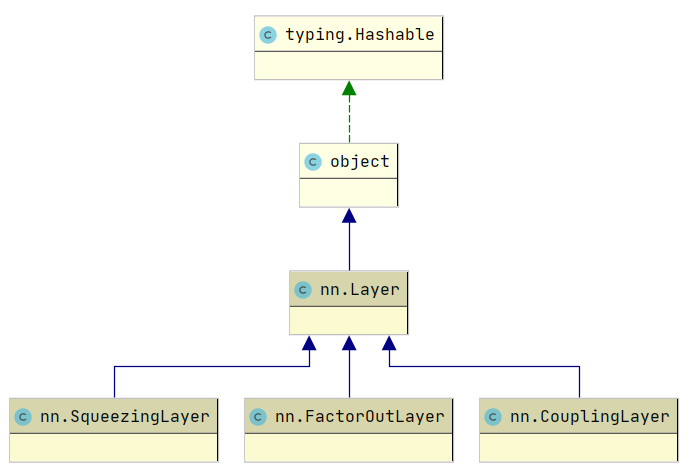 C typing.Hashable
C object
C nn.Layer
C nn.SqueezingLayer
C nn.FactorOutLayer
C nn.CouplingLayer